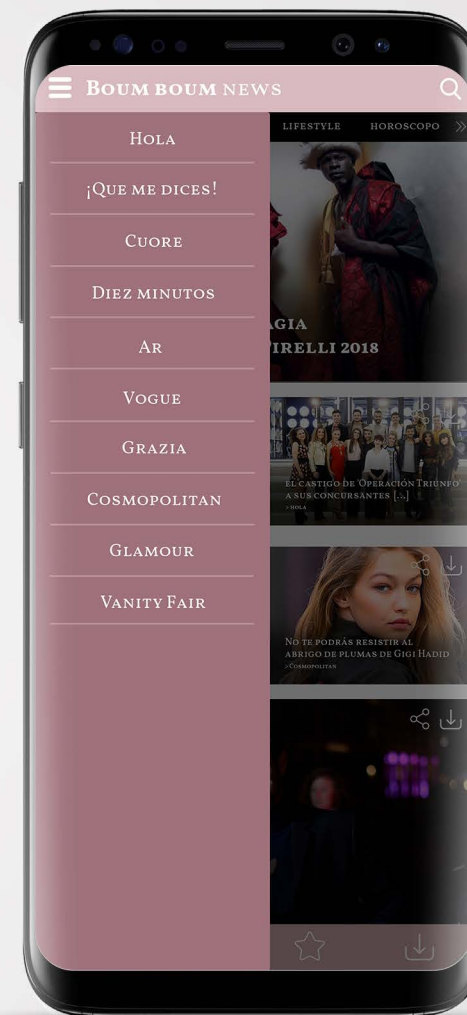 BOUM BOUM NEWS
HOLA
¡QUE ME DICES!
CUORE
DIEZ MINUTOS
AR
VOGUE
GRAZIA
COSMOPOLITAN
GLAMOUR
VANITY FAIR
LIFESTYLE HOROSCOPO
AGIA
PIRELLI 2018
EL CASTIGO DE 'OPERACIÓN TRIUNFO'
A SUS CONCURSANTES [...]
> HOLA
NO TE PODRÁS RESISTIR AL
ABRIGO DE PLUMAS DE GIGI HADID
> COSMOPOLITAN